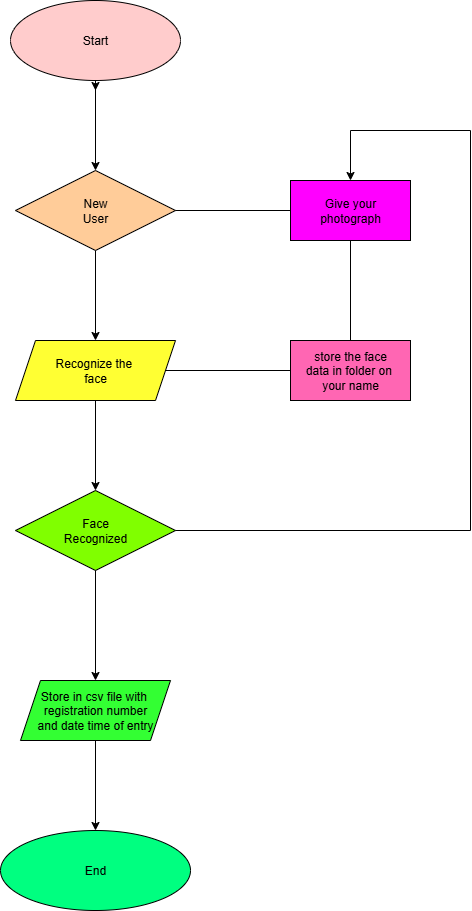 Start
New
User
Give your
photograph
Recognize the
face
store the face
data in folder on
your name
Face
Recognized
Store in csv file with
registration number
and date time of entry
End